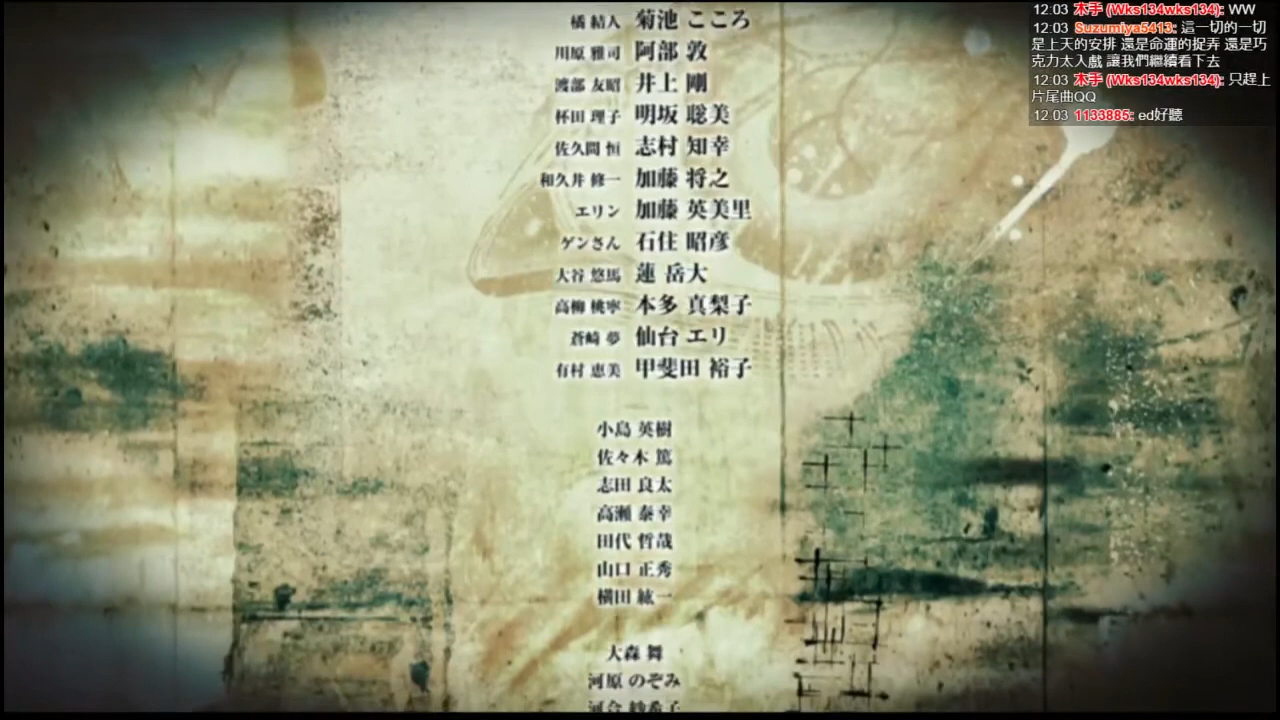 橘 結人 菊池 こころ
川原 雅司 阿部 敦
渡部 友昭 井上 剛
杯田 理子 明坂 聡美
佐久間 恒 志村 知幸
和久井 修一 加藤 将之
エリン 加藤 英美里
ゲンさん 石住 昭彦
大谷 悠馬 蓮 岳大
高柳 桃寧 本多 真梨子
蒼崎 夢 仙台 エリ
有村 恵美 甲斐田 裕子
小島 英樹
佐々木 篤
志田 良太
高瀬 泰幸
田代 哲哉
山口 正秀
横田 紘一
大森 舞
河原 のぞみ
河合 紗希子
12:03 木手 (Wks134wks134): WW
12:03 Suzumiya5413: 這一切的一切
是上天的安排 還是命運的捉弄 還是巧
克力太入戲 讓我們繼續看下去
12:03 木手 (Wks134wks134): 只趕上
片尾曲QQ
12:03 1133885: ed好聽